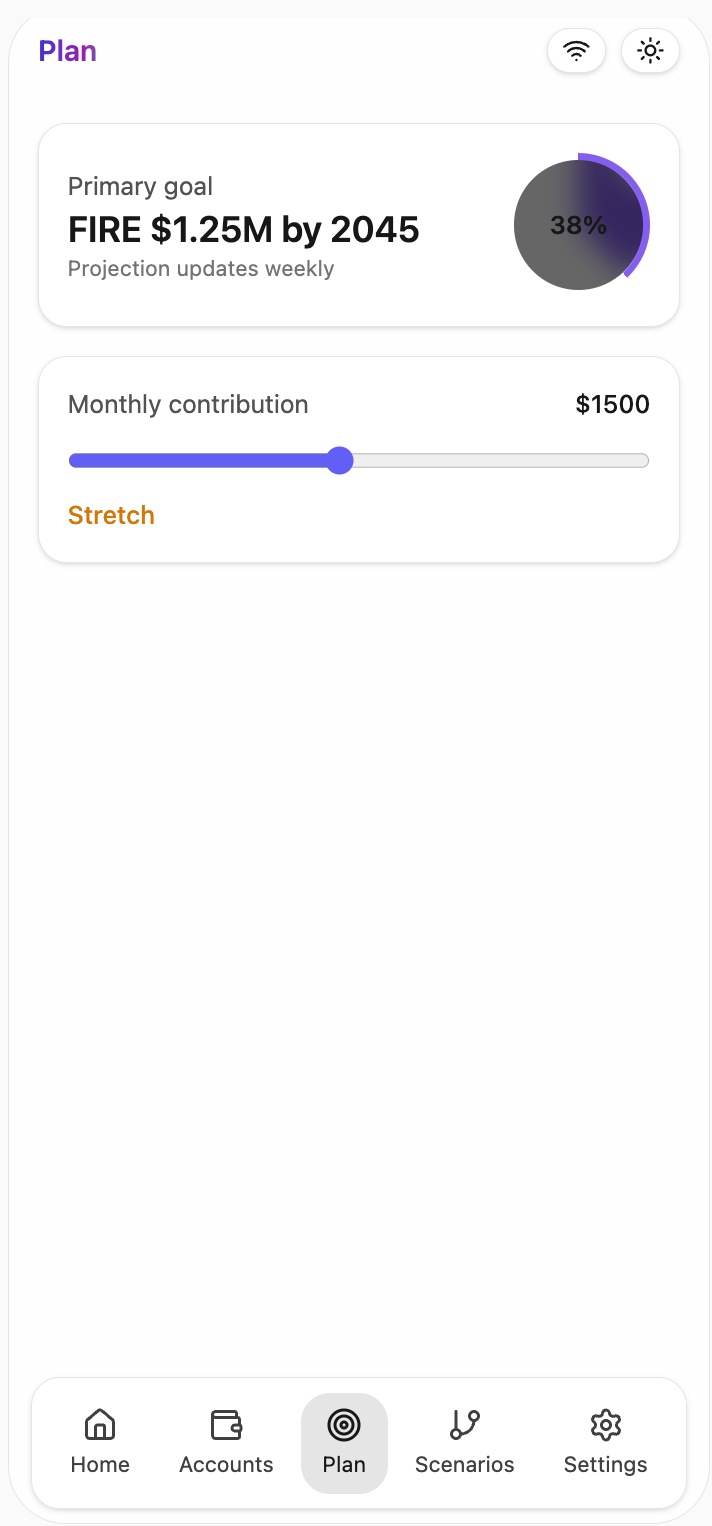 Plan
Primary goal
FIRE $1.25M by 2045
Projection updates weekly
38%
Monthly contribution
$1500
Stretch
Home
Accounts
Plan
Scenarios
Settings